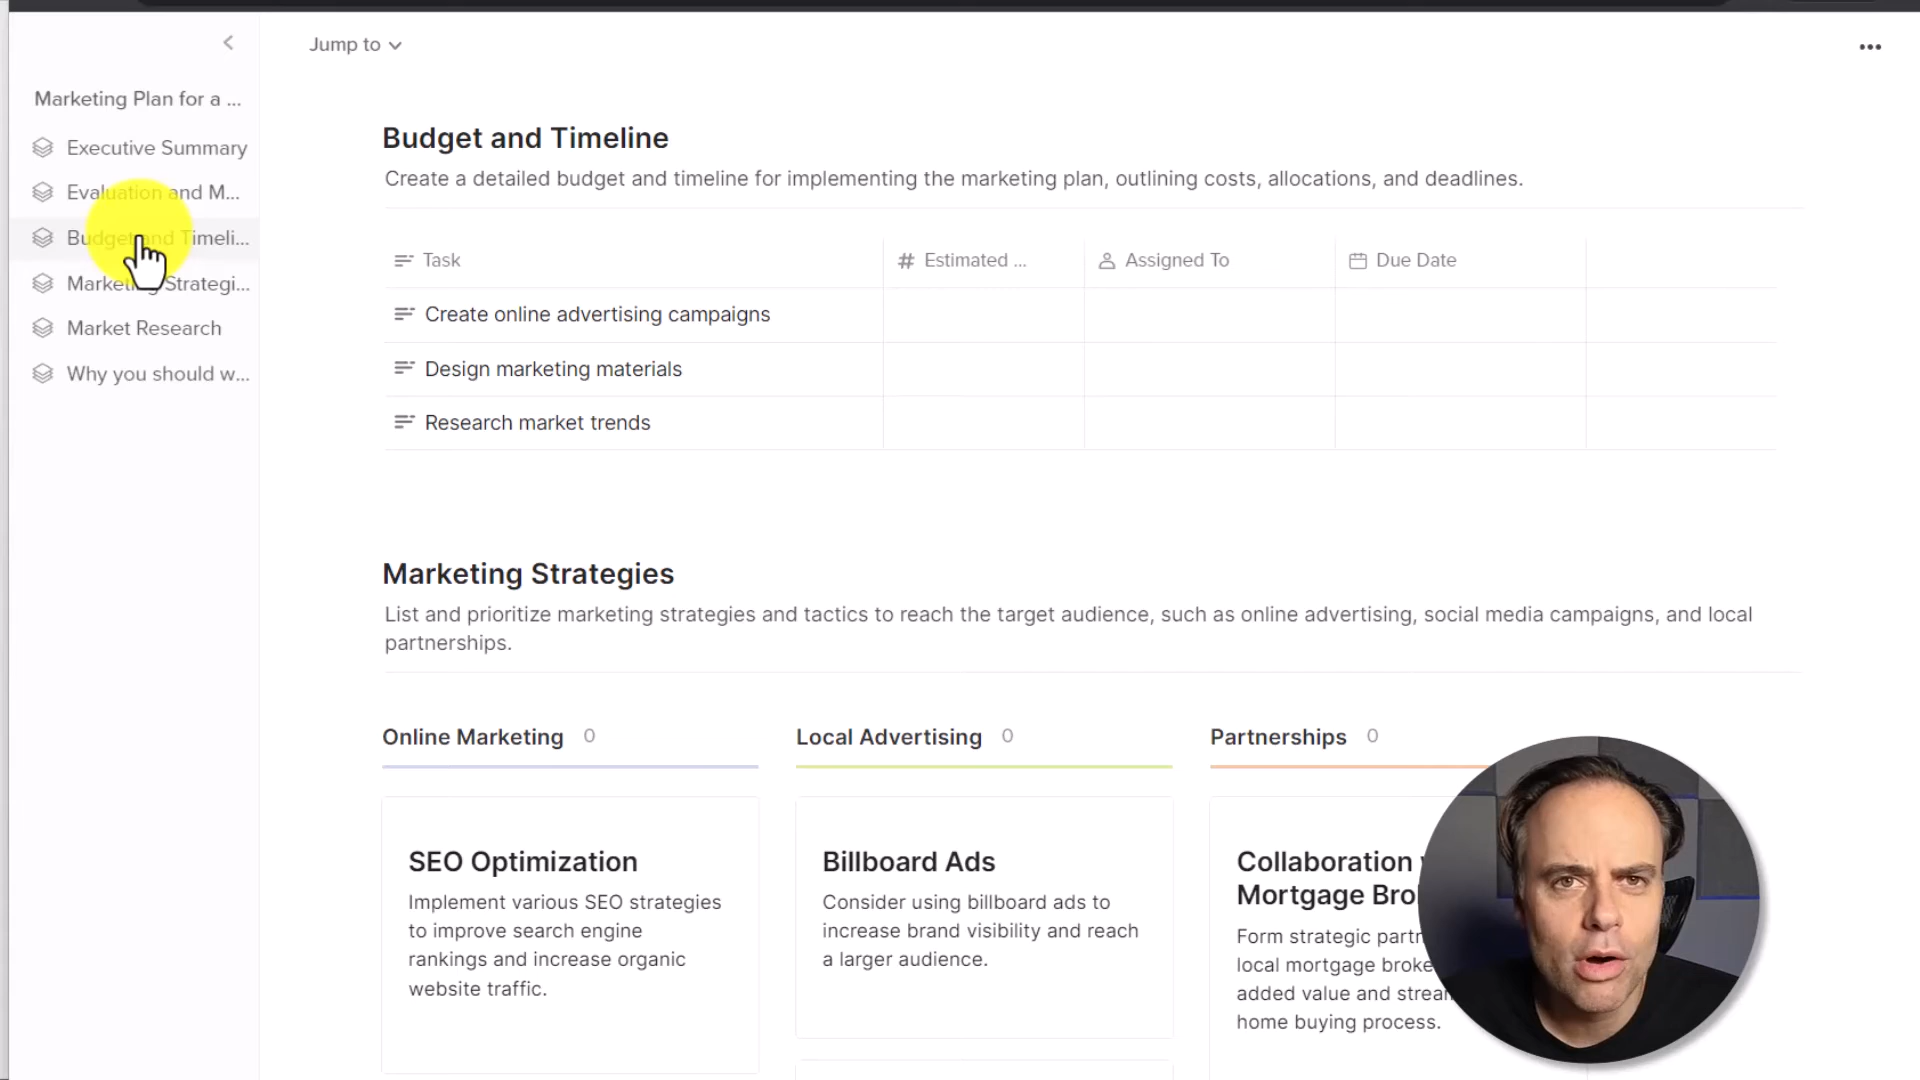 Jump to
Marketing Plan for a ...
Executive Summary
Evaluation and M...
Budget and Timeli...
Marketing Strategi...
Market Research
Why you should w...
Budget and Timeline
Create a detailed budget and timeline for implementing the marketing plan, outlining costs, allocations, and deadlines.
Task
Estimated ...
Assigned To
Due Date
Create online advertising campaigns
Design marketing materials
Research market trends
Marketing Strategies
List and prioritize marketing strategies and tactics to reach the target audience, such as online advertising, social media campaigns, and local
partnerships.
Online Marketing 0
SEO Optimization
Implement various SEO strategies
to improve search engine
rankings and increase organic
website traffic.
Local Advertising 0
Billboard Ads
Consider using billboard ads to
increase brand visibility and reach
a larger audience.
Partnerships 0
Collaboration
Mortgage
Form strategic
local mortgage
added value and
home buying process.